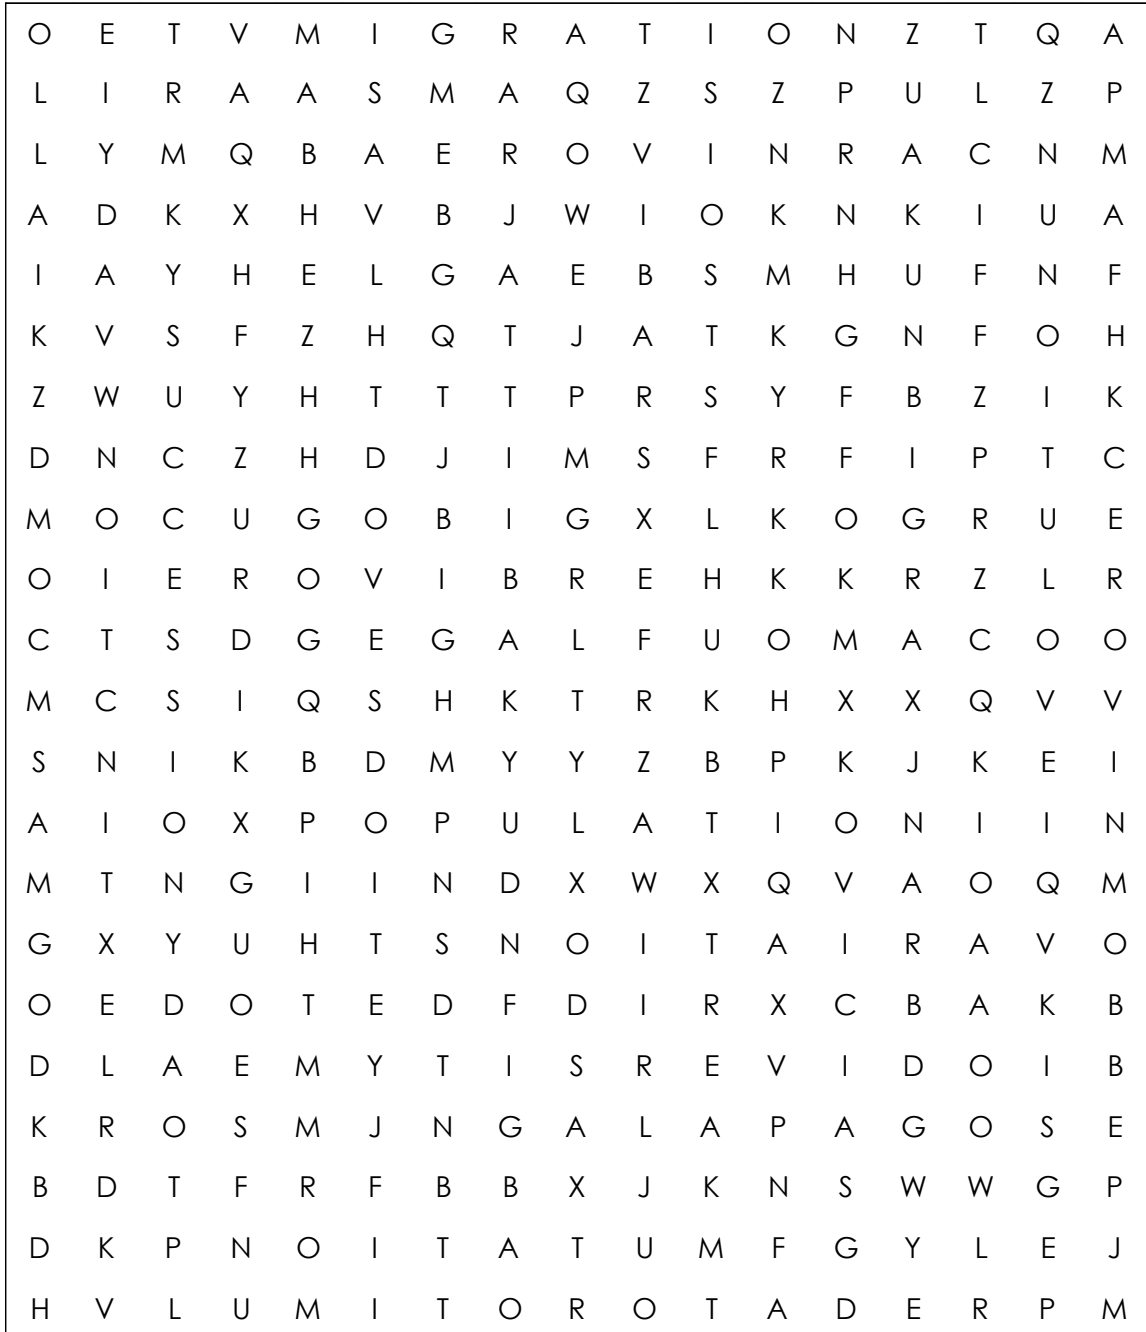 O E T V M I G R A T I O N Z T Q A
L I R A A S M A Q Z S Z P U L Z P
L Y M Q B A E R O V I N R A C N M
A D K X H V B J W I O K N K I U A
I A Y H E L G A E B S M H U F N F
K V S F Z H Q T J A T K G N F O H
Z W U Y H T T T P R S Y F B Z I K
D N C Z H D J I M S F R F I P T C
M O C U G O B I G X L K O G R U E
O I E R O V I B R E H K K R Z L R
C T S D G E G A L F U O M A C O O
M C S I Q S H K T R K H X X Q V V
S N I K B D M Y Y Z B P K J K E I
A I O X P O P U L A T I O N I I N
M T N G I I N D X W X Q V A O Q M
G X Y U H T S N O I T A I R A V O
O E D O T E D F D I R X C B A K B
D L A E M Y T I S R E V I D O I B
K R O S M J N G A L A P A G O S E
B D T F R F B B X J K N S W W G P
D K P N O I T A T U M F G Y L E J
H V L U M I T O R O T A D E R P M